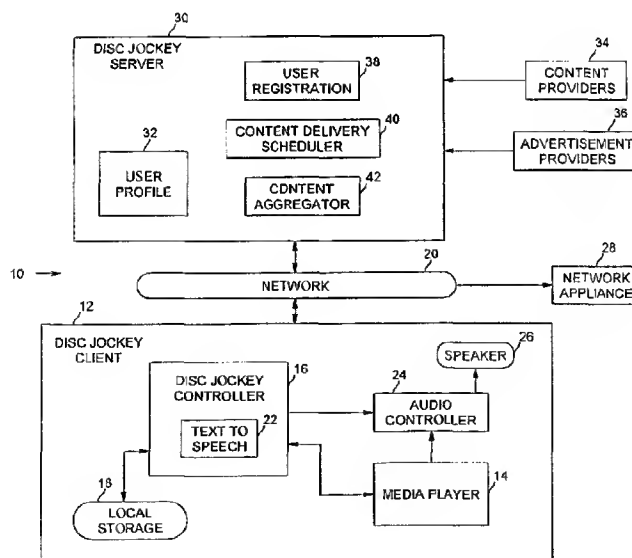 30
DISC JOCKEY
SERVER
38
USER
REGISTRATION
34
CONTENT
PROVIDERS
40
CONTENT DELIVERY
SCHEDULER
36
ADVERTISEMENT
PROVIDERS
32
USER
PROFILE
42
CONTENT
AGGREGATOR
10
20
NETWORK
28
NETWORK
APPLIANCE
12
DISC JOCKEY
CLIENT
26
SPEAKER
16
DISC JOCKEY
CONTROLLER
24
AUDIO
CONTROLLER
22
TEXT TO
SPEECH
14
MEDIA PLAYER
18
LOCAL
STORAGE